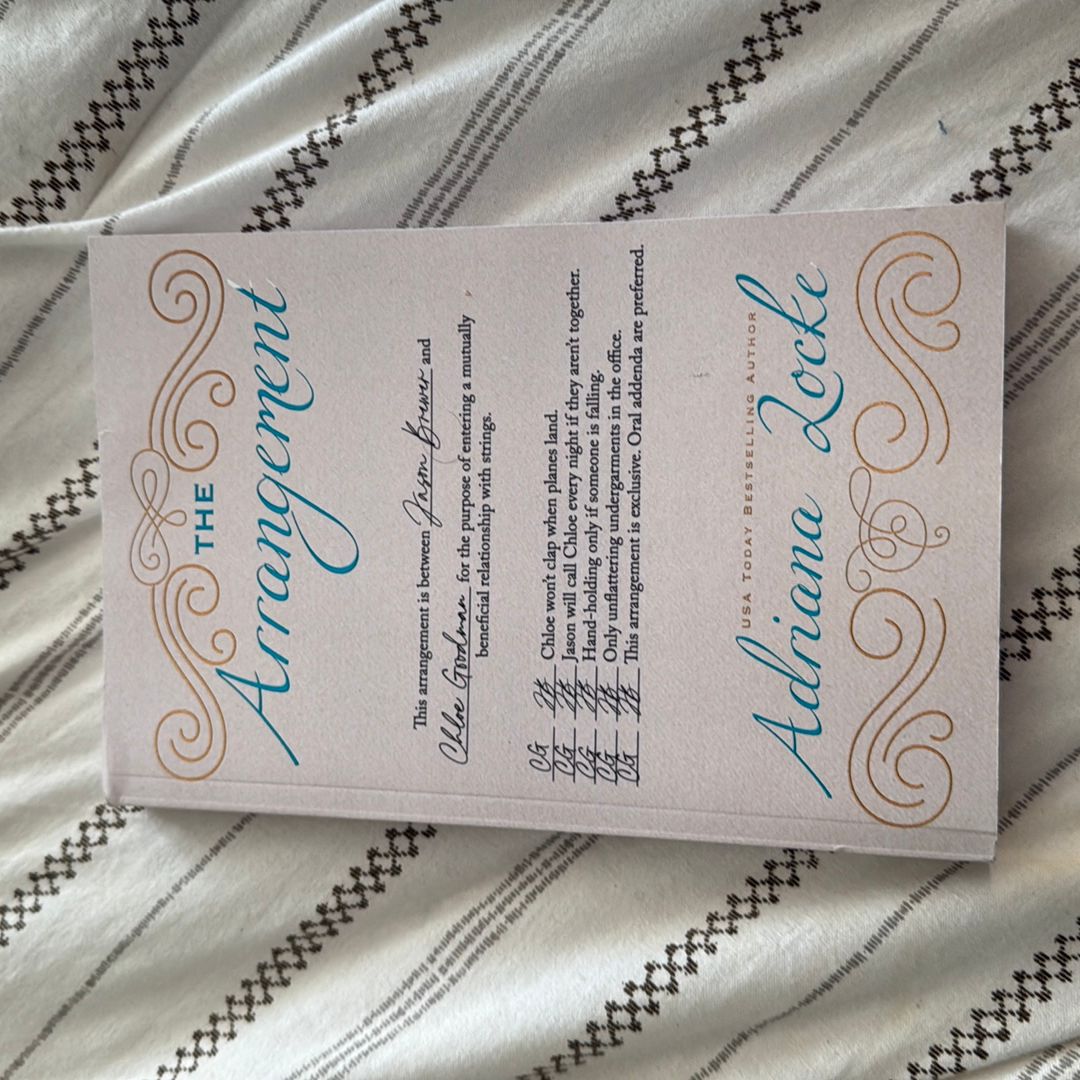 THE
Arrangement
This arrangement is between Jason Brewer and
Chloe Goodman for the purpose of entering a mutually
beneficial relationship with strings.
CG JB Chloe won't clap when planes land.
CG JB Jason will call Chloe every night if they aren't together.
CG JB Hand-holding only if someone is falling.
CG JB Only unflattering undergarments in the office.
CG JB This arrangement is exclusive. Oral addenda are preferred.
USA TODAY BESTSELLING AUTHOR
Adriana Locke